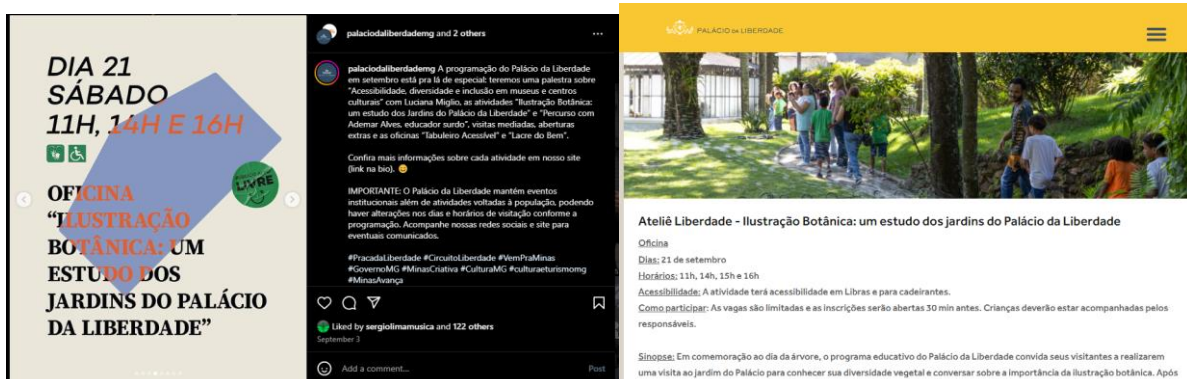 DIA 21
SÁBADO
11H, 14H E 16H
LIVRE
OFICINA
“ILUSTRAÇÃO
BOTÂNICA: UM
ESTUDO DOS
JARDINS DO PALÁCIO
DA LIBERDADE”
palaciodaliberdademg and 2 others
palaciodaliberdademg A programação do Palácio da Liberdade
em setembro está pra lá de especial: teremos uma palestra sobre
"Acessibilidade, diversidade e inclusão em museus e centros
culturais" com Luciana Miglio, as atividades "Ilustração Botânica:
um estudo dos Jardins do Palácio da Liberdade" e "Percurso com
Ademar Alves, educador surdo", visitas mediadas, aberturas
extras e as oficinas "Tabuleiro Acessível" e "Lacre do Bem".
Confira mais informações sobre cada atividade em nosso site
(link na bio). 😊
IMPORTANTE: O Palácio da Liberdade mantém eventos
institucionais além de atividades voltadas à população, podendo
haver alterações nos dias e horários de visitação conforme a
programação. Acompanhe nossas redes sociais e site para
eventuais comunicados.
#PracadaLiberdade #CircuitoLiberdade #VemPraMinas
#GovernoMG #MinasCriativa #CulturaMG #culturaeturismomg
#MinasAvança
Liked by sergiolimamusica and 122 others
September 3
Add a comment...
Post
PALÁCIO DA LIBERDADE
Ateliê Liberdade - Ilustração Botânica: um estudo dos jardins do Palácio da Liberdade
Oficina
Dias: 21 de setembro
Horários: 11h, 14h, 15h e 16h
Acessibilidade: A atividade terá acessibilidade em Libras e para cadeirantes.
Como participar: As vagas são limitadas e as inscrições serão abertas 30 min antes. Crianças deverão estar acompanhadas pelos
responsáveis.
Sinopse: Em comemoração ao dia da árvore, o programa educativo do Palácio da Liberdade convida seus visitantes a realizarem
uma visita ao jardim do Palácio para conhecer sua diversidade vegetal e conversar sobre a importância da ilustração botânica. Após